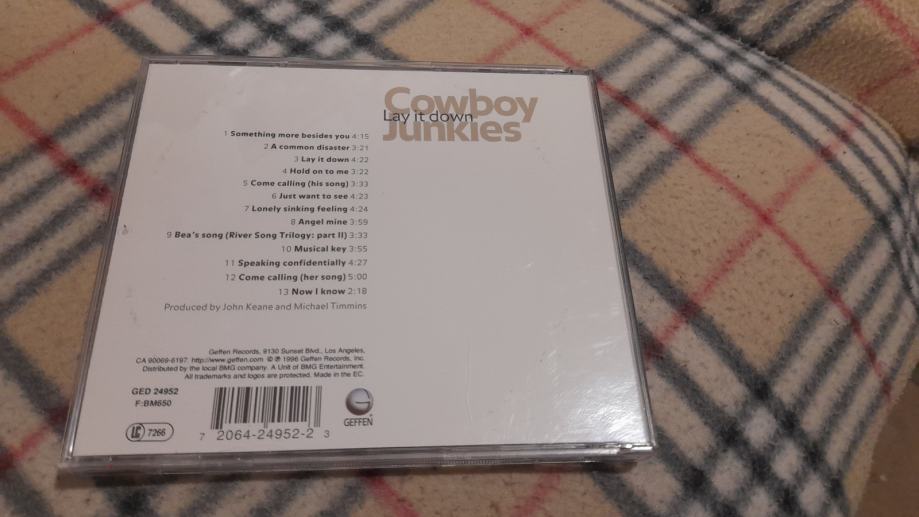 Cowboy
Lay it down
Junkies
1 Something more besides you 4:15
2 A common disaster 3:21
3 Lay it down 4:22
4 Hold on to me 3:22
5 Come calling (his song) 3:33
6 Just want to see 4:23
7 Lonely sinking feeling 4:24
8 Angel mine 3:59
9 Bea's song (River Song Trilogy: part II) 3:33
10 Musical key 3:55
11 Speaking confidentially 4:27
12 Come calling (her song) 5:00
13 Now I know 2:18
Produced by John Keane and Michael Timmins
Geffen Records, 9130 Sunset Blvd., Los Angeles,
CA 90069-6197. http://www.geffen.com © ℗ 1996 Geffen Records, Inc.
Distributed by the local BMG company. A Unit of BMG Entertainment.
All trademarks and logos are protected. Made in the EC.
GED 24952
F:BM650
LC 7266
7 2064-24952-2 3
GEFFEN